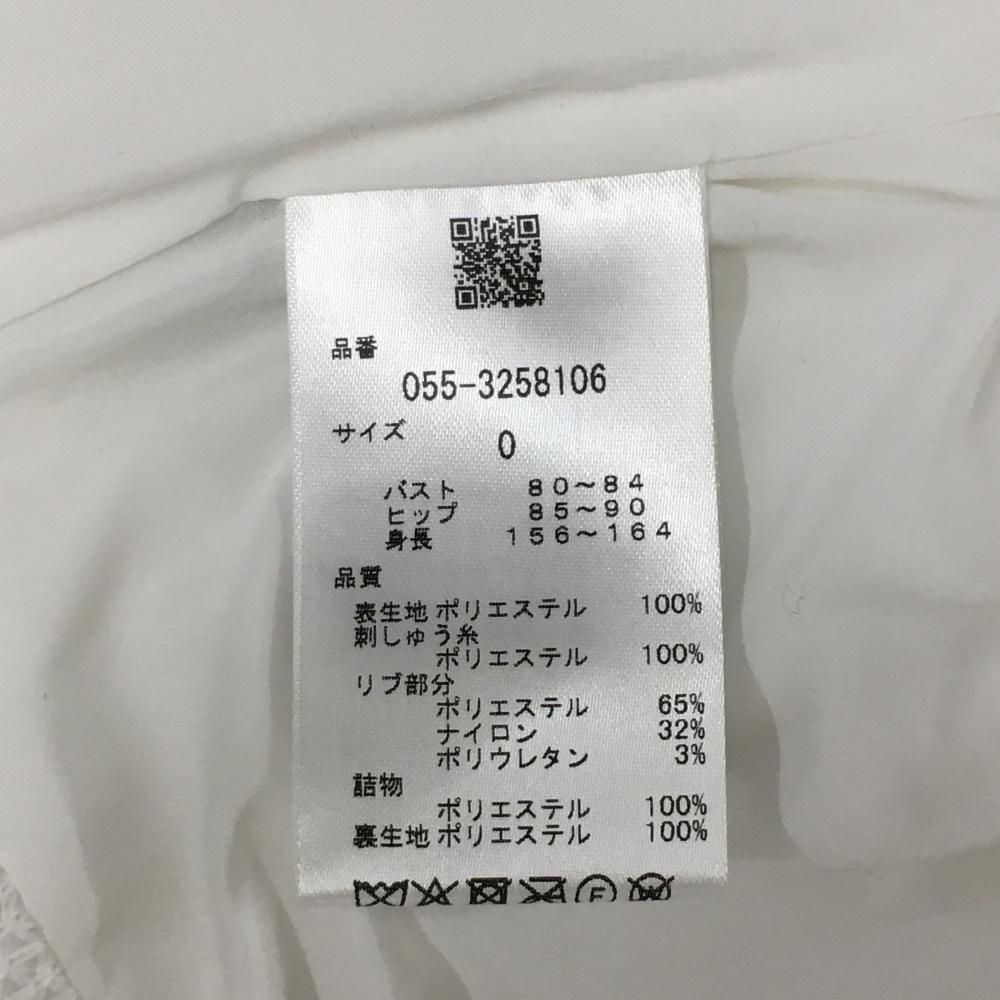 品番
055-3258106
サイズ
0
バスト 80~84
ヒップ 85~90
身長 156~164
品質
表生地 ポリエステル 100%
刺しゅう糸
ポリエステル 100%
リブ部分
ポリエステル 65%
ナイロン 32%
ポリウレタン 3%
詰物
ポリエステル 100%
裏生地 ポリエステル 100%
F W